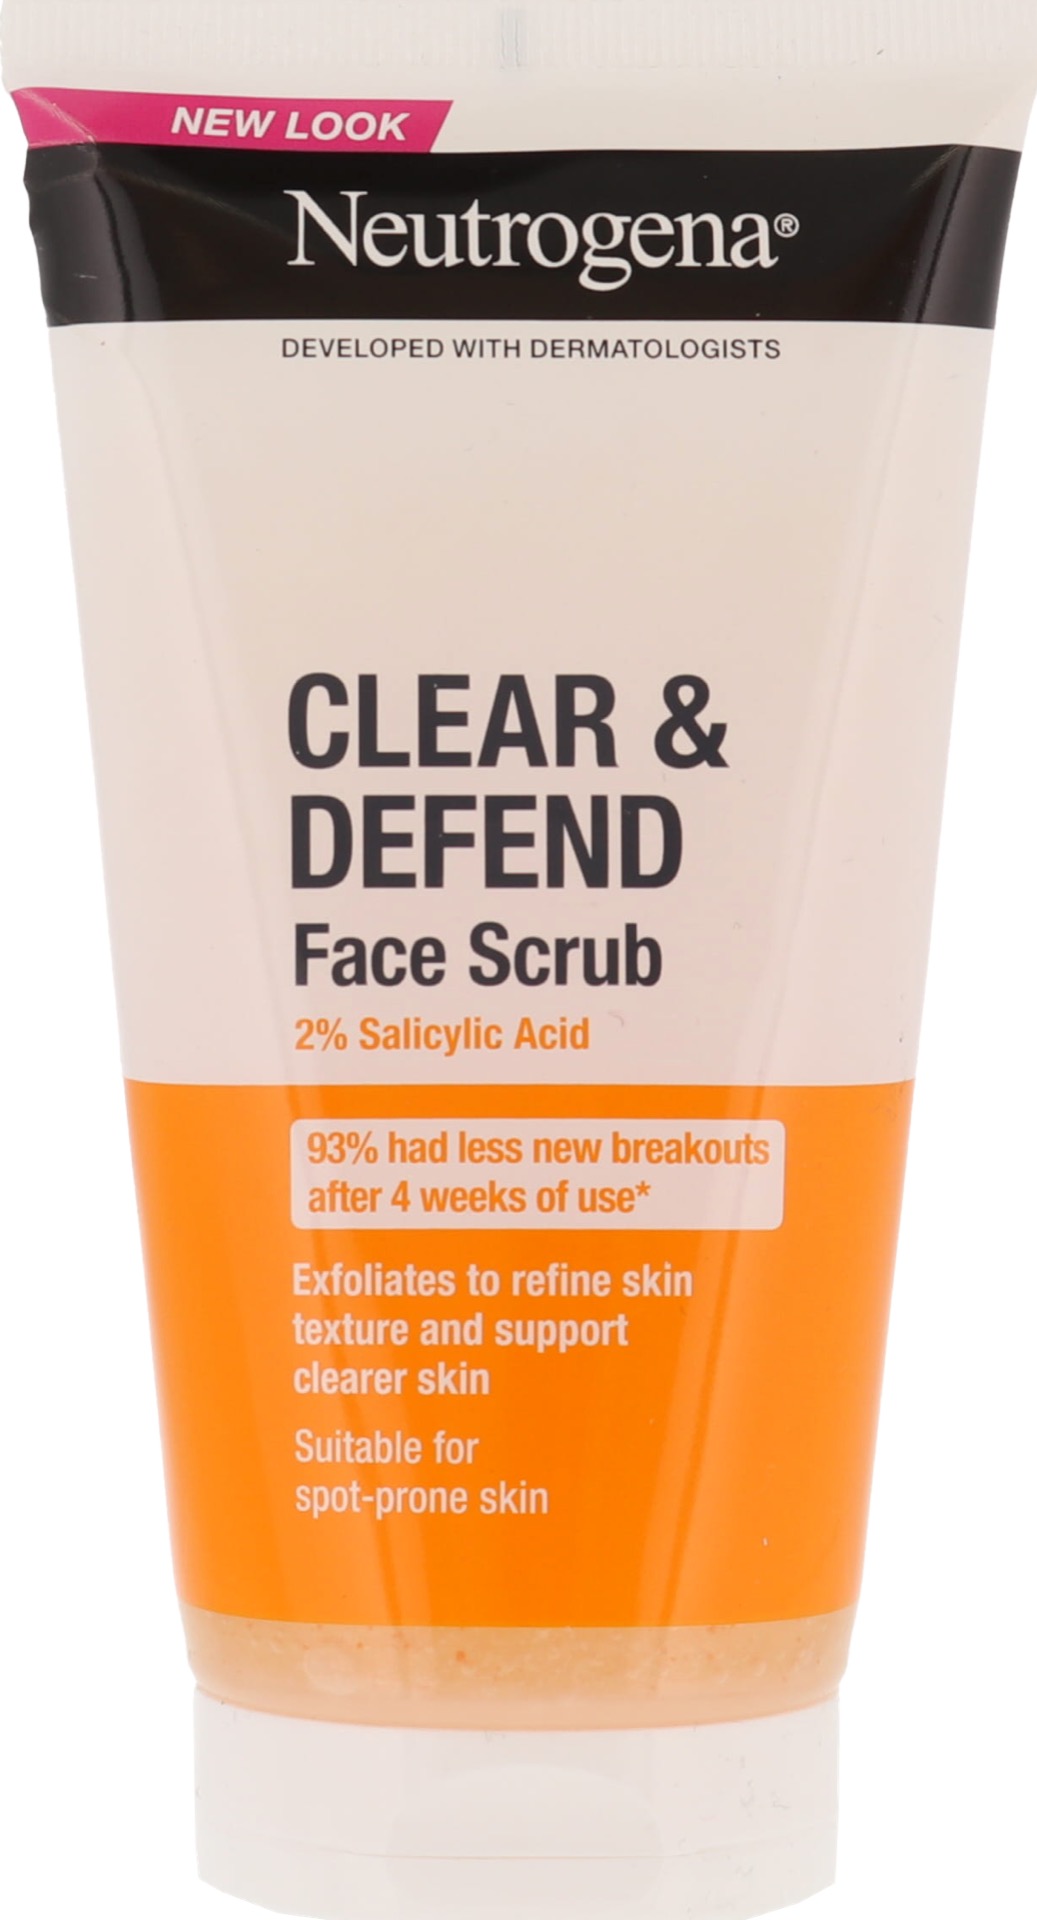 NEW LOOK
Neutrogena®
DEVELOPED WITH DERMATOLOGISTS
CLEAR &
DEFEND
Face Scrub
2% Salicylic Acid
93% had less new breakouts
after 4 weeks of use*
Exfoliates to refine skin
texture and support
clearer skin
Suitable for
spot-prone skin